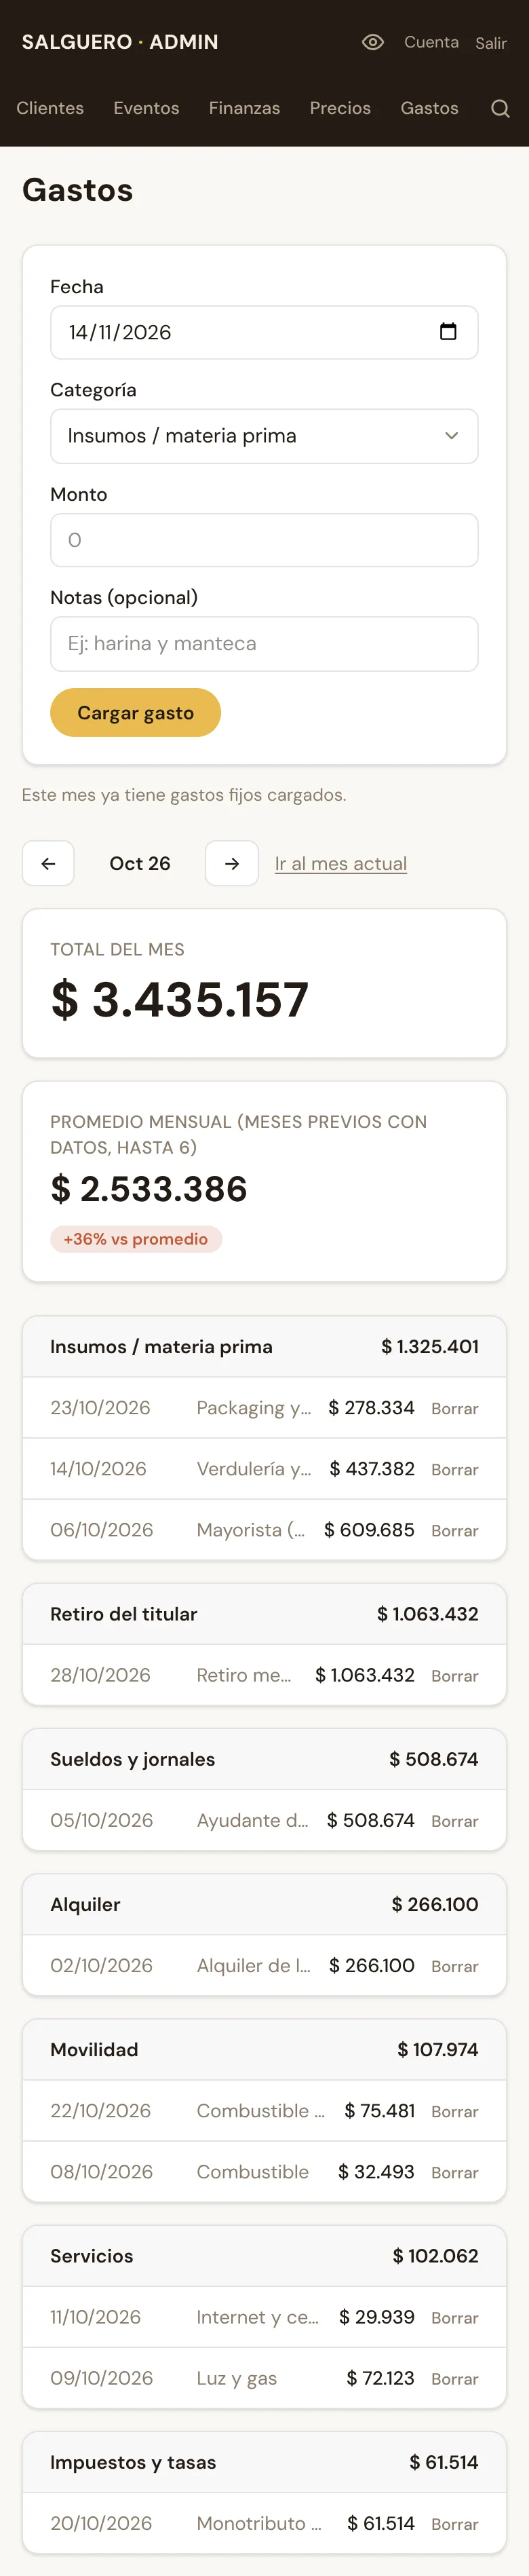 SALGUERO · ADMIN
Cuenta Salir
Clientes Eventos Finanzas Precios Gastos
Gastos
Fecha
14/11/2026
Categoría
Insumos / materia prima
Monto
0
Notas (opcional)
Ej: harina y manteca
Cargar gasto
Este mes ya tiene gastos fijos cargados.
← Oct 26 → Ir al mes actual
TOTAL DEL MES
$ 3.435.157
PROMEDIO MENSUAL (MESES PREVIOS CON
DATOS, HASTA 6)
$ 2.533.386
+36% vs promedio
Insumos / materia prima $ 1.325.401
23/10/2026 Packaging y... $ 278.334 Borrar
14/10/2026 Verdulería y... $ 437.382 Borrar
06/10/2026 Mayorista (... $ 609.685 Borrar
Retiro del titular $ 1.063.432
28/10/2026 Retiro me... $ 1.063.432 Borrar
Sueldos y jornales $ 508.674
05/10/2026 Ayudante d... $ 508.674 Borrar
Alquiler $ 266.100
02/10/2026 Alquiler de l... $ 266.100 Borrar
Movilidad $ 107.974
22/10/2026 Combustible ... $ 75.481 Borrar
08/10/2026 Combustible $ 32.493 Borrar
Servicios $ 102.062
11/10/2026 Internet y ce... $ 29.939 Borrar
09/10/2026 Luz y gas $ 72.123 Borrar
Impuestos y tasas $ 61.514
20/10/2026 Monotributo ... $ 61.514 Borrar